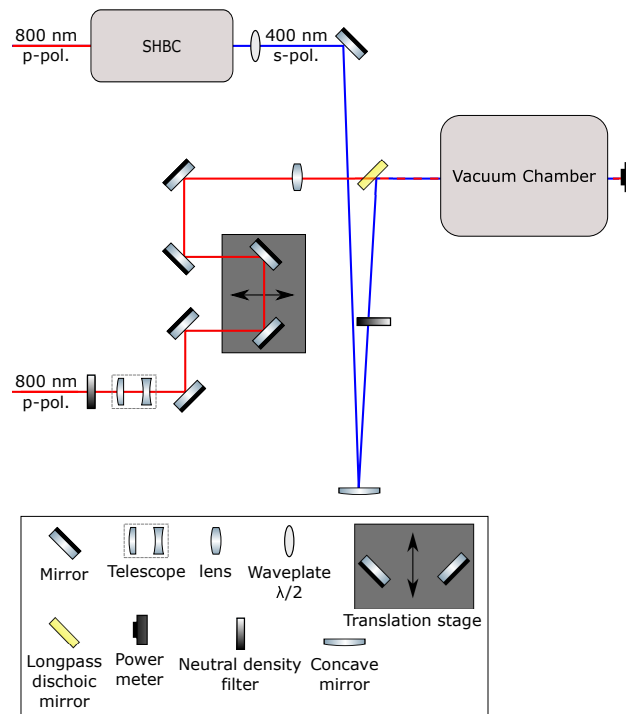 800 nm
p-pol.
SHBC
400 nm
s-pol.
Vacuum Chamber
800 nm
p-pol.
Mirror
Telescope
lens
Waveplate
λ/2
Translation stage
Longpass
dischoic
mirror
Power
meter
Neutral density
filter
Concave
mirror